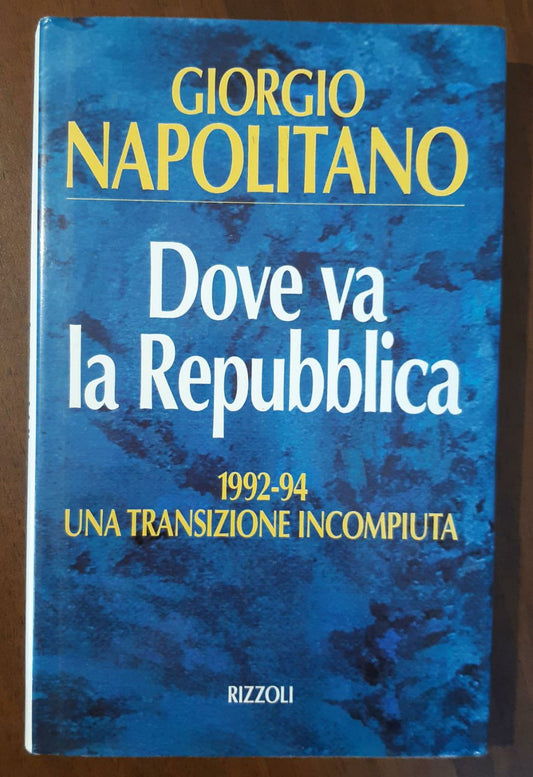 GIORGIO
NAPOLITANO
Dove va
la Repubblica
1992-94
UNA TRANSIZIONE INCOMPIUTA
RIZZOLI